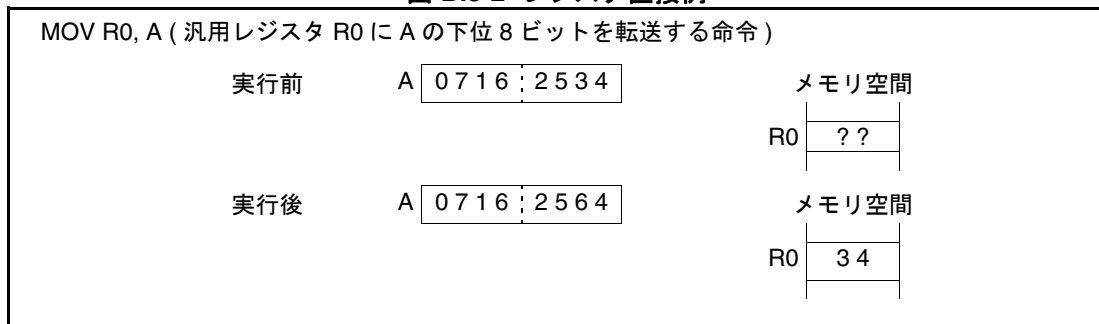 MOV R0, A ( 汎用レジスタ R0 に A の下位 8 ビットを転送する命令 )
実行前 A 0716 2534 メモリ空間
R0 ? ?
実行後 A 0716 2564 メモリ空間
R0 3 4